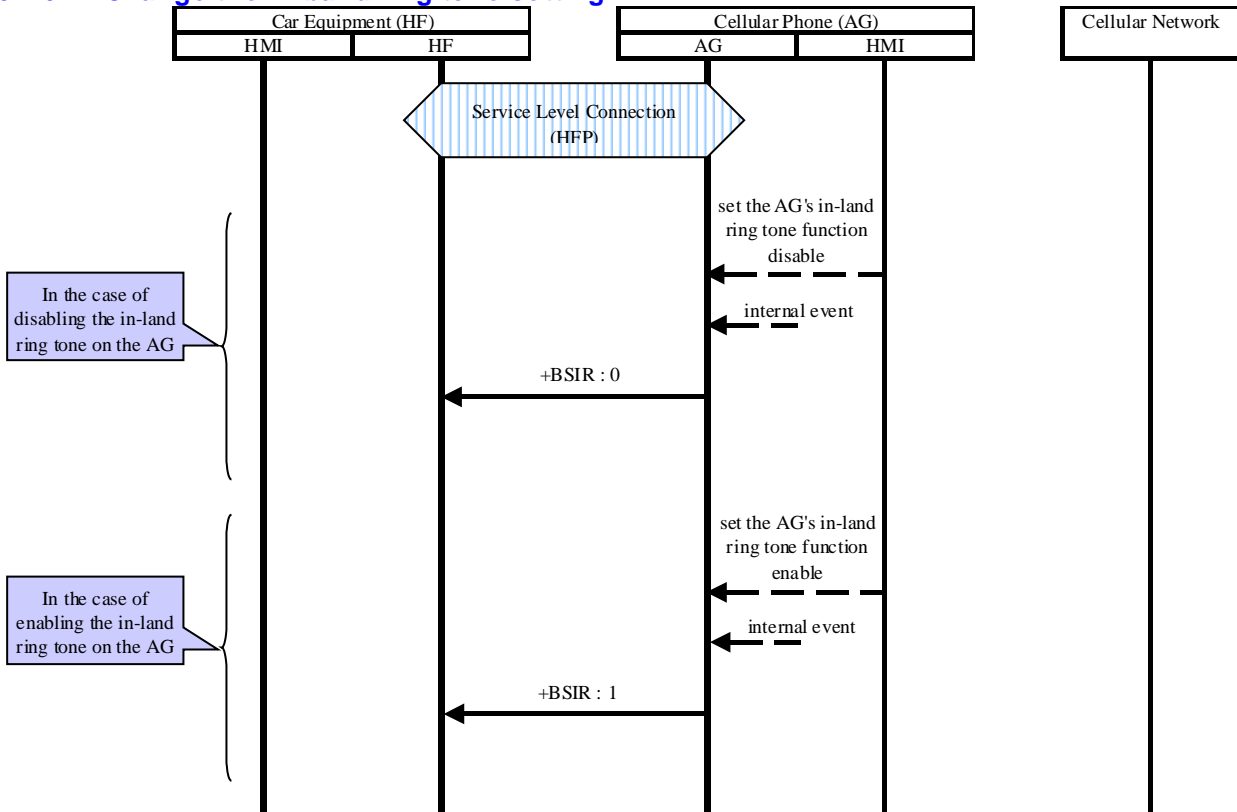 Car Equipment (HF)
Cellular Phone (AG)
Cellular Network
HMI
HF
AG
HMI
Service Level Connection
(HFP)
set the AG's in-land
ring tone function
disable
In the case of
disabling the in-land
ring tone on the AG
internal event
+BSIR : 0
set the AG's in-land
ring tone function
enable
In the case of
enabling the in-land
ring tone on the AG
internal event
+BSIR : 1